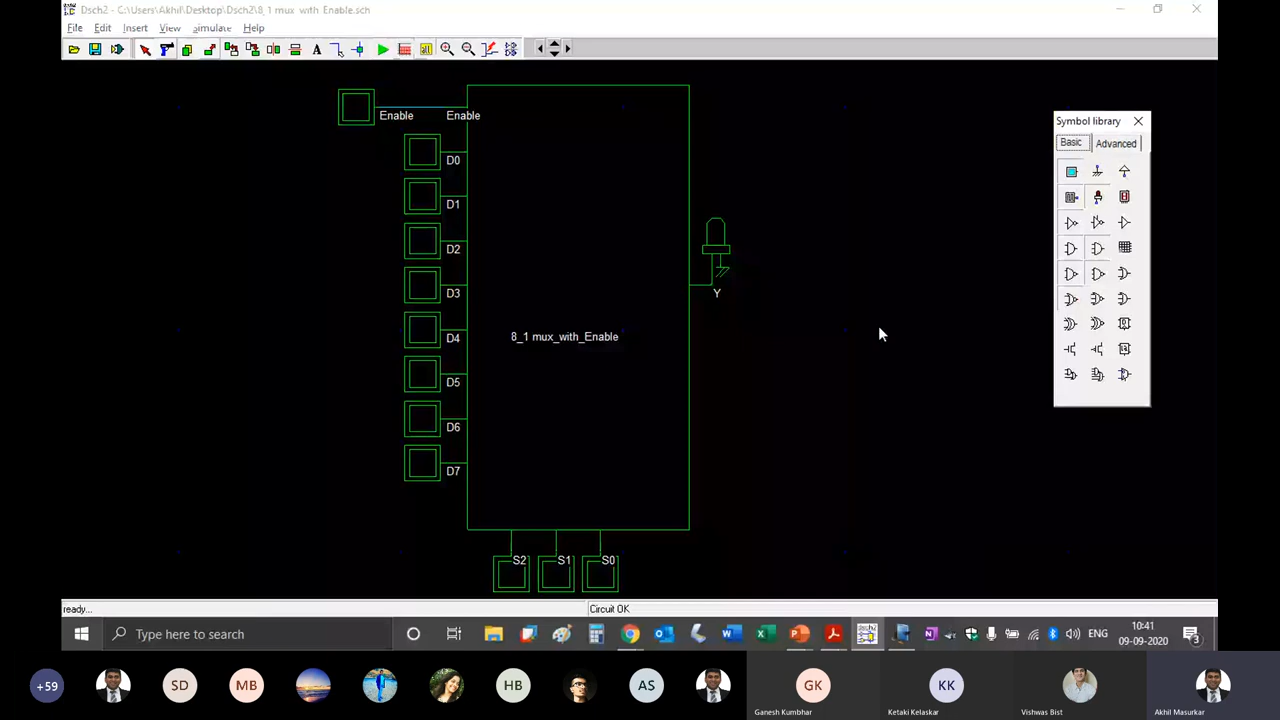 Dsch2 - C:\Users\Akhil\Desktop\Dsch2\8_1 mux_with_Enable.sch
File Edit Insert View Simulate Help
A
Symbol library
Basic Advanced
Enable Enable
D0
D1
D2
D3
D4
D5
D6
D7
Y
8_1 mux_with_Enable
S2 S1 S0
ready... Circuit OK
Type here to search
ENG
10:41
09-09-2020
3
+59
SD
MB
HB
AS
GK
Ganesh Kumbhar
KK
Ketaki Kelaskar
Vishwas Bist
Akhil Masurkar